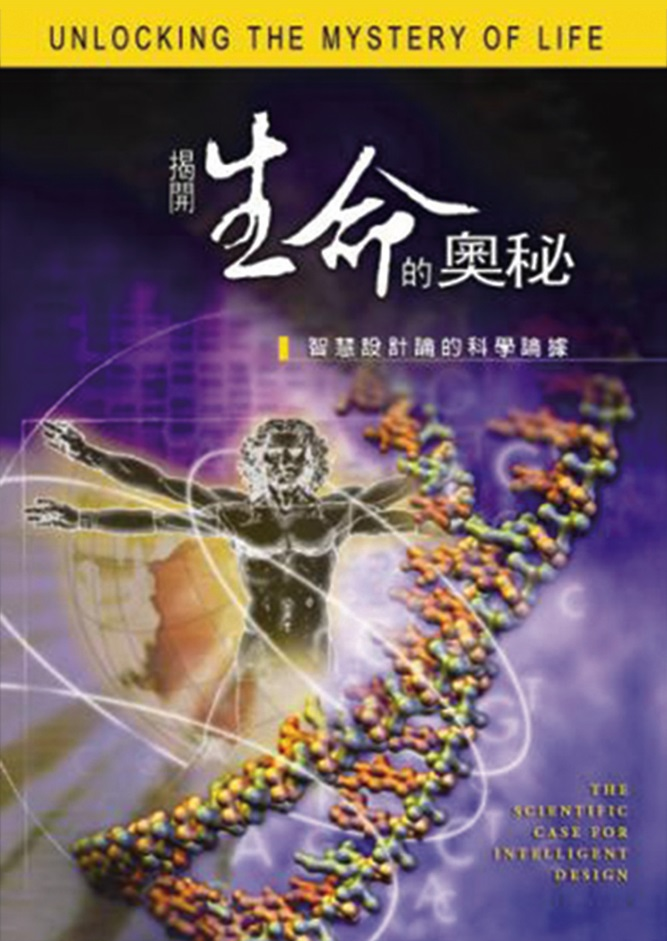 UNLOCKING THE MYSTERY OF LIFE
揭開生命的奧秘
智慧設計論的科學論據
THE
SCIENTIFIC
CASE FOR
INTELLIGENT
DESIGN